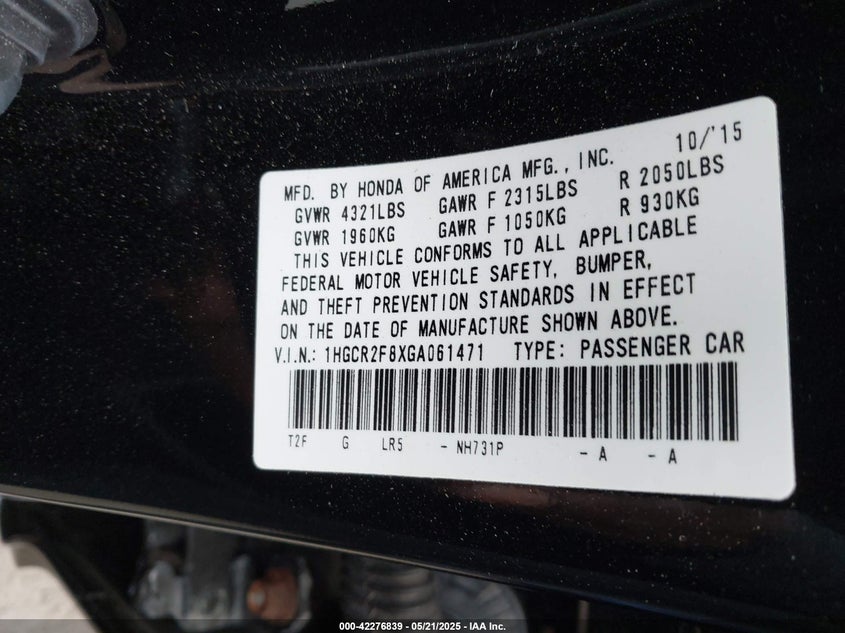 10/'15
MFD. BY HONDA OF AMERICA MFG., INC.
GVWR 4321LBS GAWR F 2315LBS R 2050LBS
GVWR 1960KG GAWR F 1050KG R 930KG
THIS VEHICLE CONFORMS TO ALL APPLICABLE
FEDERAL MOTOR VEHICLE SAFETY, BUMPER,
AND THEFT PREVENTION STANDARDS IN EFFECT
ON THE DATE OF MANUFACTURE SHOWN ABOVE.
V.I.N.: 1HGCR2F8XGA061471 TYPE: PASSENGER CAR
T2F G LR5 - NH731P - A - A
000-42276839 - 05/21/2025 - IAA Inc.